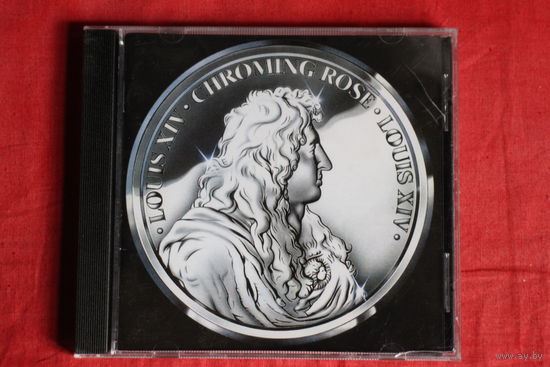 · LOUIS XIV · CHROMING ROSE · LOUIS XIV ·
www.ay.by